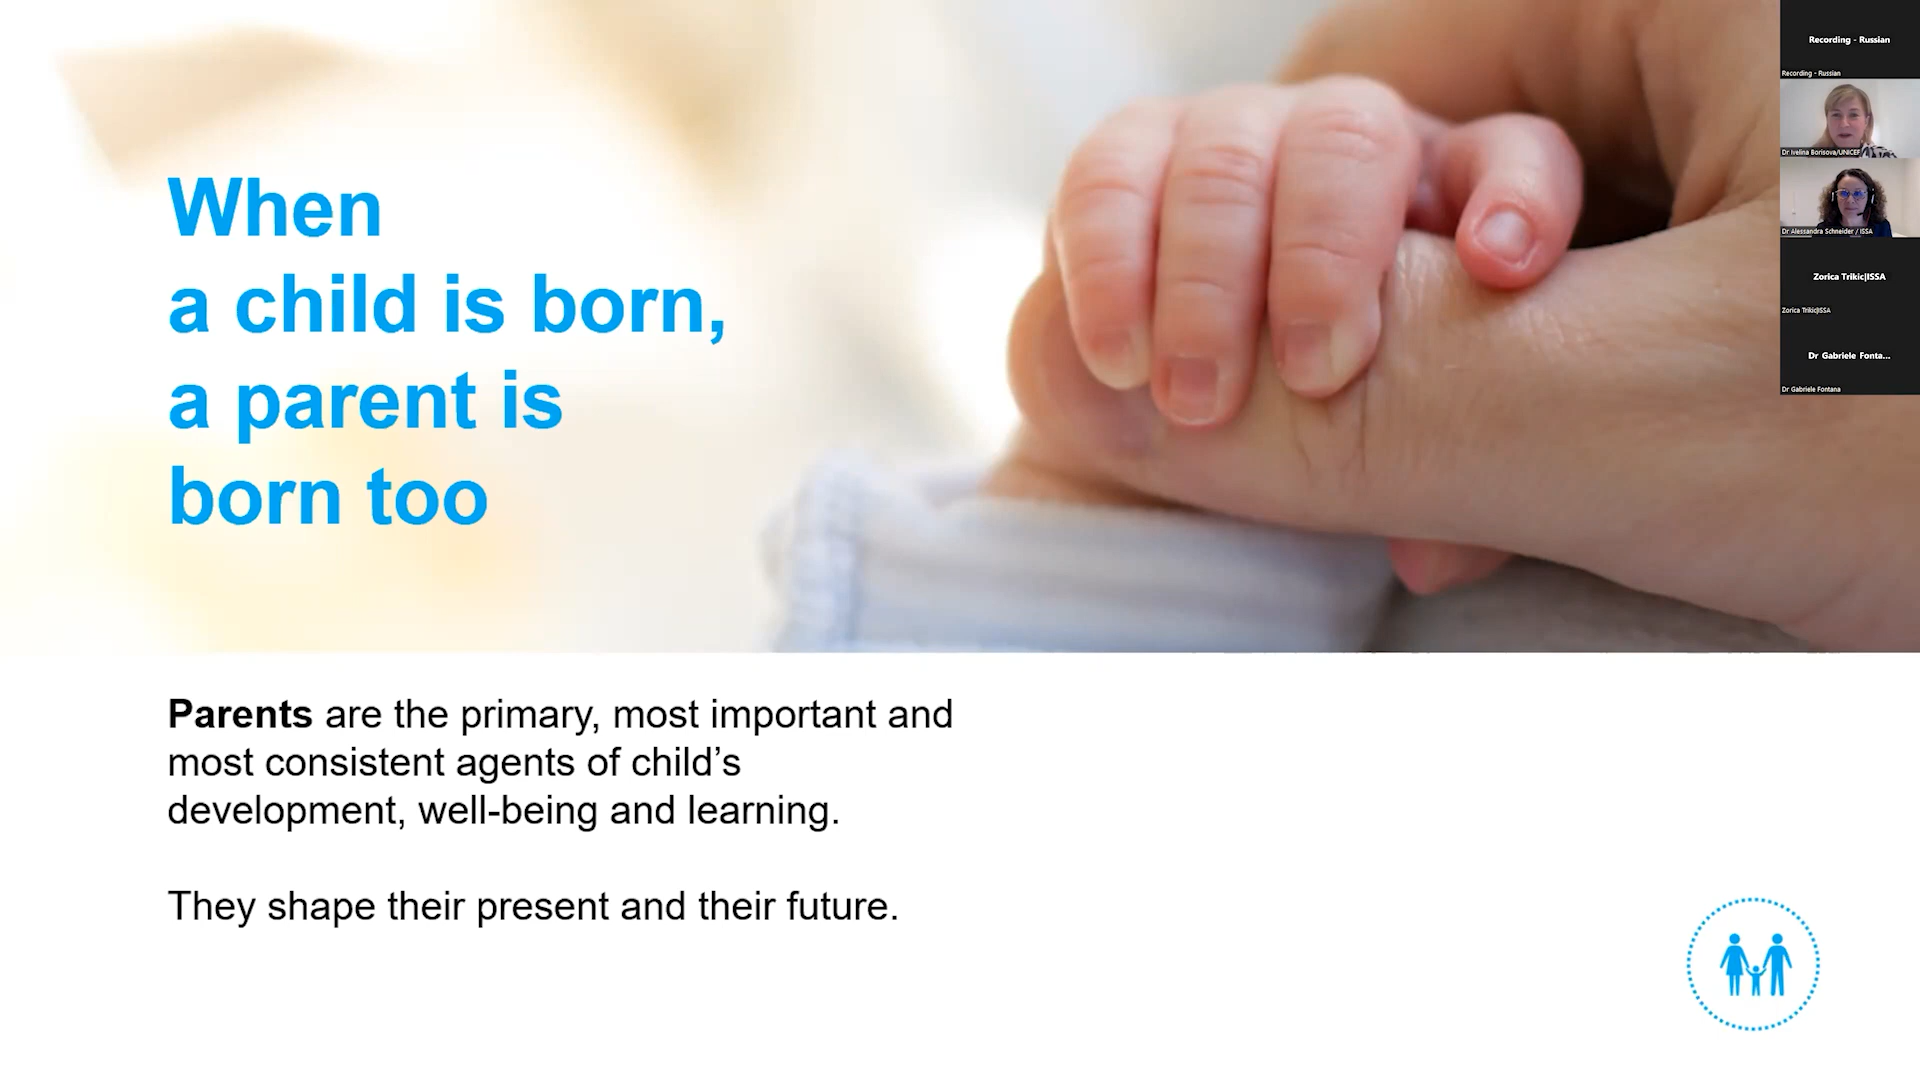 When
a child is born,
a parent is
born too
Parents are the primary, most important and
most consistent agents of child’s
development, well-being and learning.
They shape their present and their future.
Recording - Russian
Recording - Russian
Dr Ivelina Borisova/UNICEF
Dr Alessandra Schneider / ISSA
Zorica Trikic|ISSA
Zorica Trikic|ISSA
Dr Gabriele Fonta...
Dr Gabriele Fontana